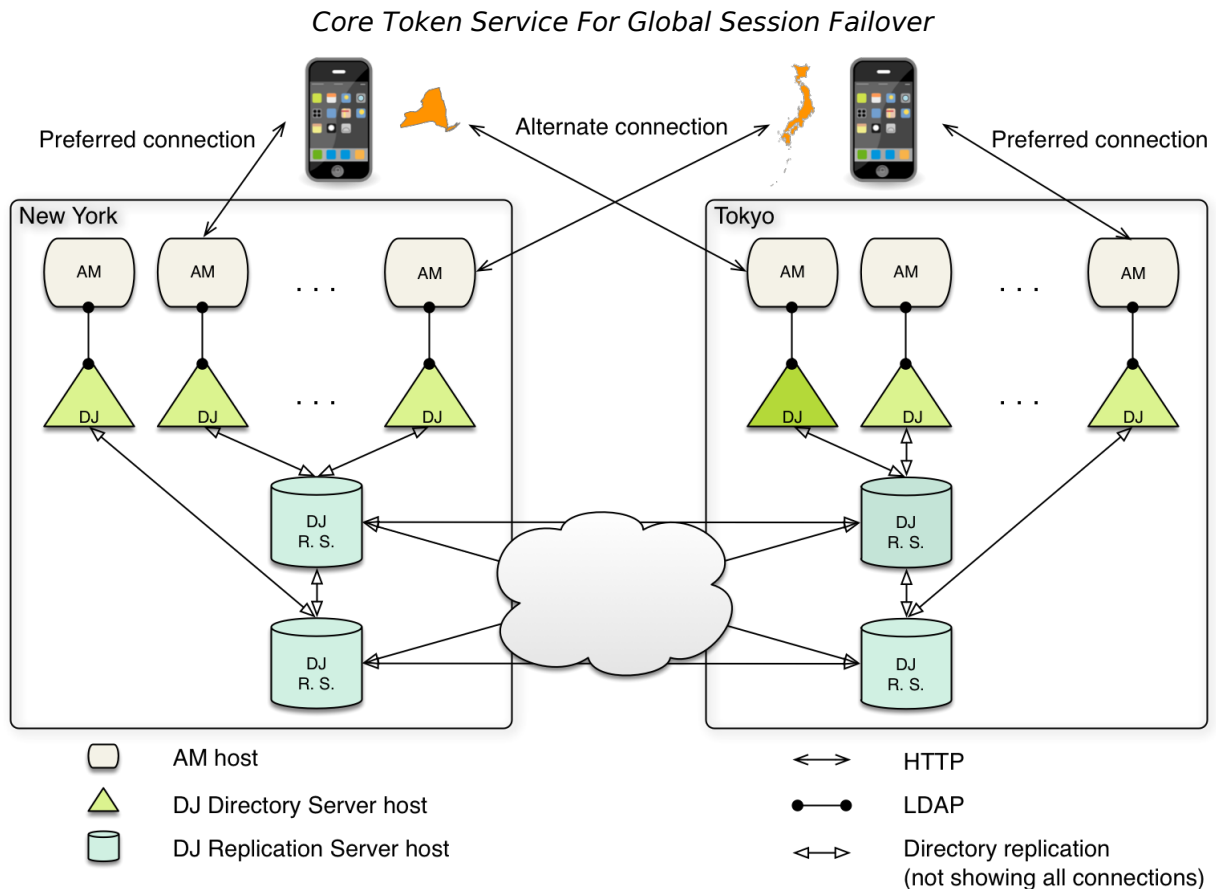 Core Token Service For Global Session Failover
Preferred connection
Alternate connection
Preferred connection
New York
Tokyo
AM
AM
. . .
AM
AM
AM
. . .
AM
DJ
DJ
. . .
DJ
DJ
DJ
. . .
DJ
DJ
R. S.
DJ
R. S.
DJ
R. S.
DJ
R. S.
AM host
DJ Directory Server host
DJ Replication Server host
HTTP
LDAP
Directory replication
(not showing all connections)